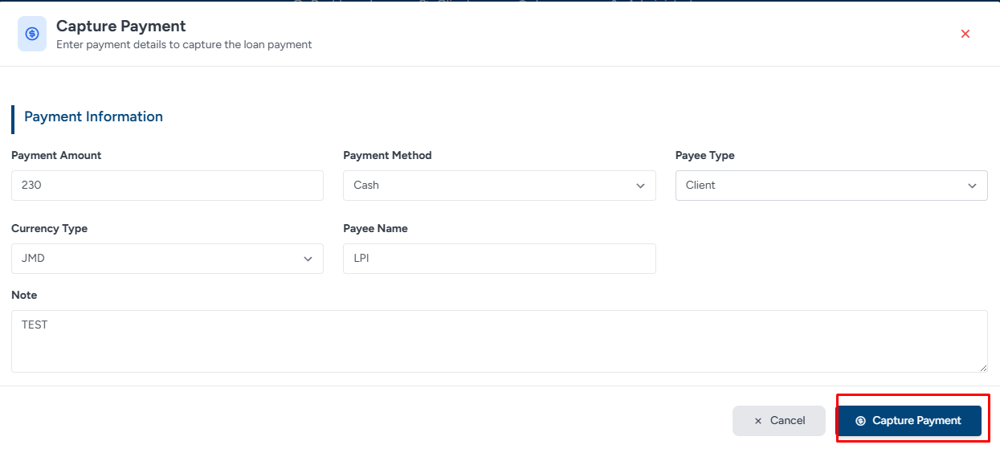 Capture Payment
Enter payment details to capture the loan payment
Payment Information
Payment Amount
Payment Method
Payee Type
230
Cash
Client
Currency Type
Payee Name
JMD
LPI
Note
TEST
Cancel
Capture Payment